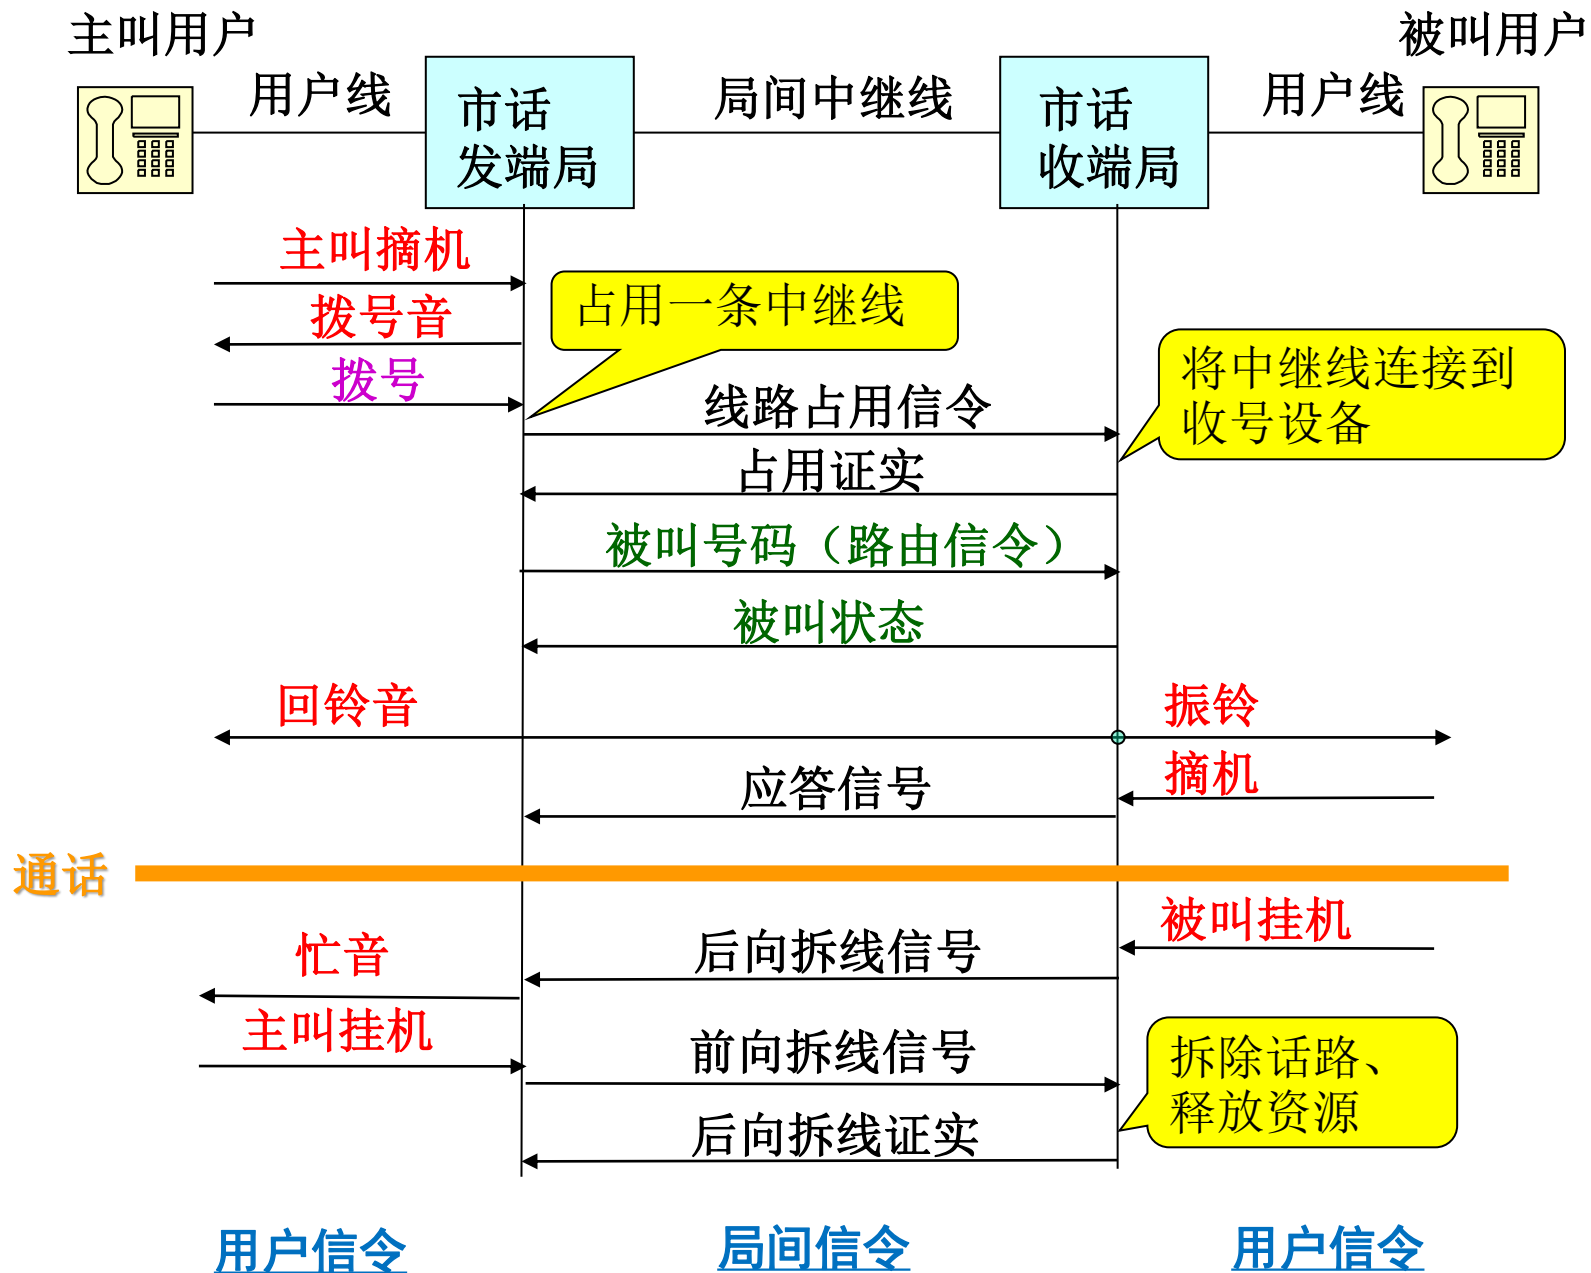 主叫用户
被叫用户
用户线
局间中继线
用户线
市话
发端局
市话
收端局
主叫摘机
拨号音
占用一条中继线
拨号
线路占用信令
将中继线连接到
收号设备
占用证实
被叫号码（路由信令）
被叫状态
回铃音
振铃
摘机
应答信号
通话
被叫挂机
忙音
后向拆线信号
主叫挂机
前向拆线信号
拆除话路、
释放资源
后向拆线证实
用户信令
局间信令
用户信令